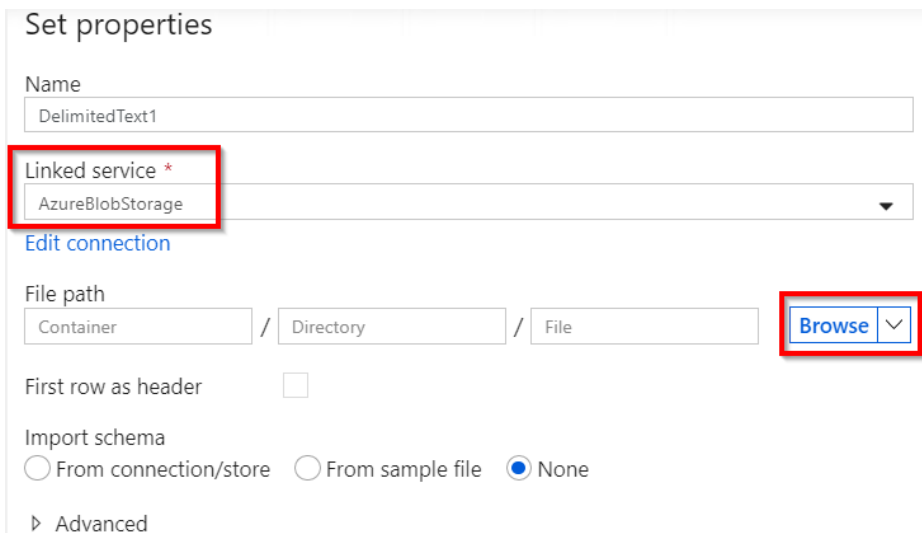 Set properties
Name
DelimitedText1
Linked service *
AzureBlobStorage
Edit connection
File path
Container / Directory / File Browse
First row as header
Import schema
From connection/store From sample file None
Advanced